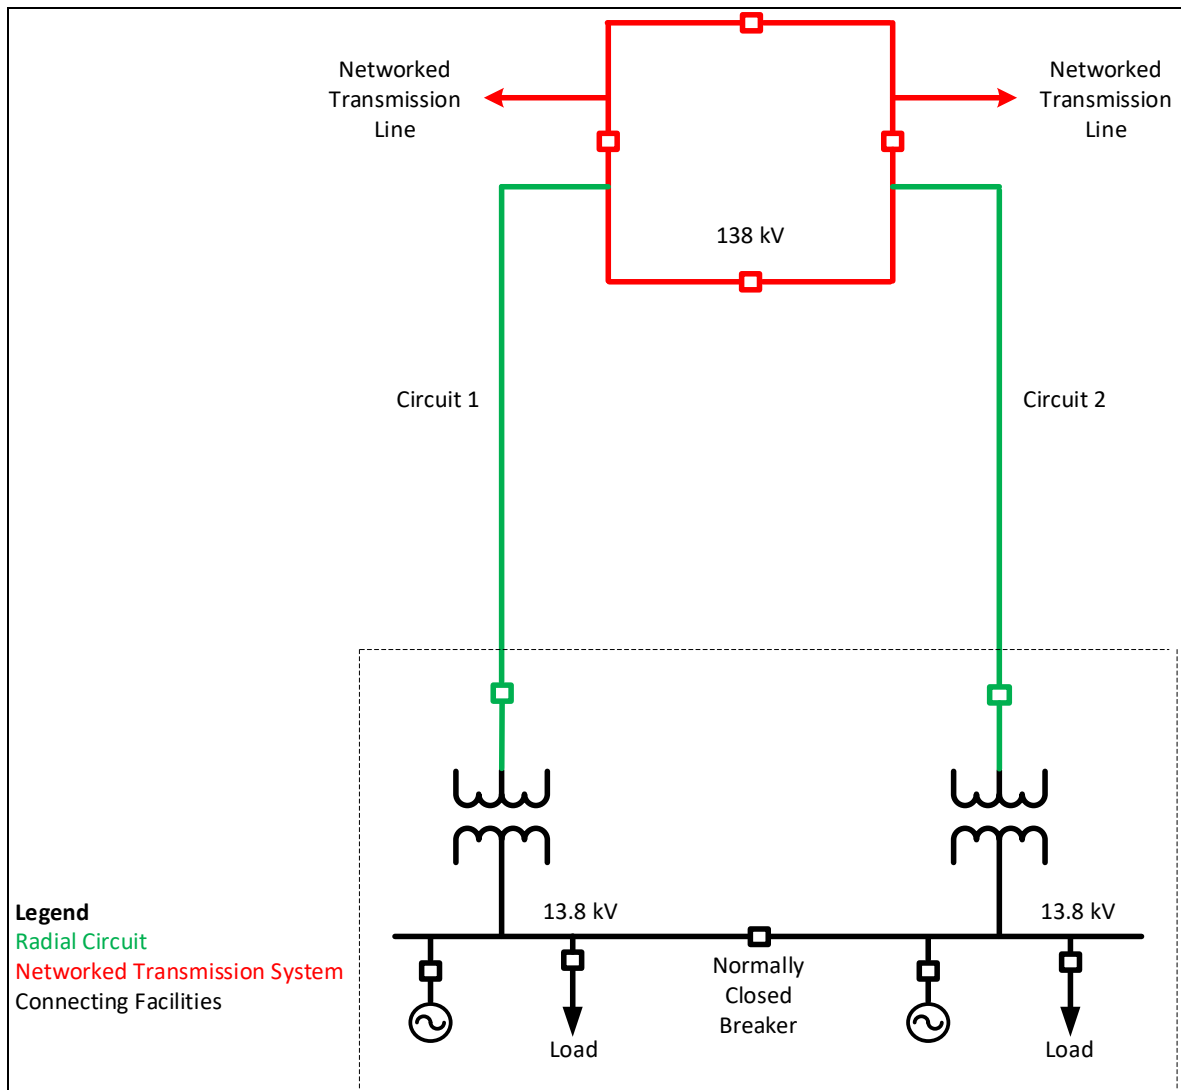 Networked
Transmission
Line
Networked
Transmission
Line
138 kV
Circuit 1
Circuit 2
13.8 kV
13.8 kV
Legend
Radial Circuit
Networked Transmission System
Connecting Facilities
Normally
Closed
Breaker
Load
Load